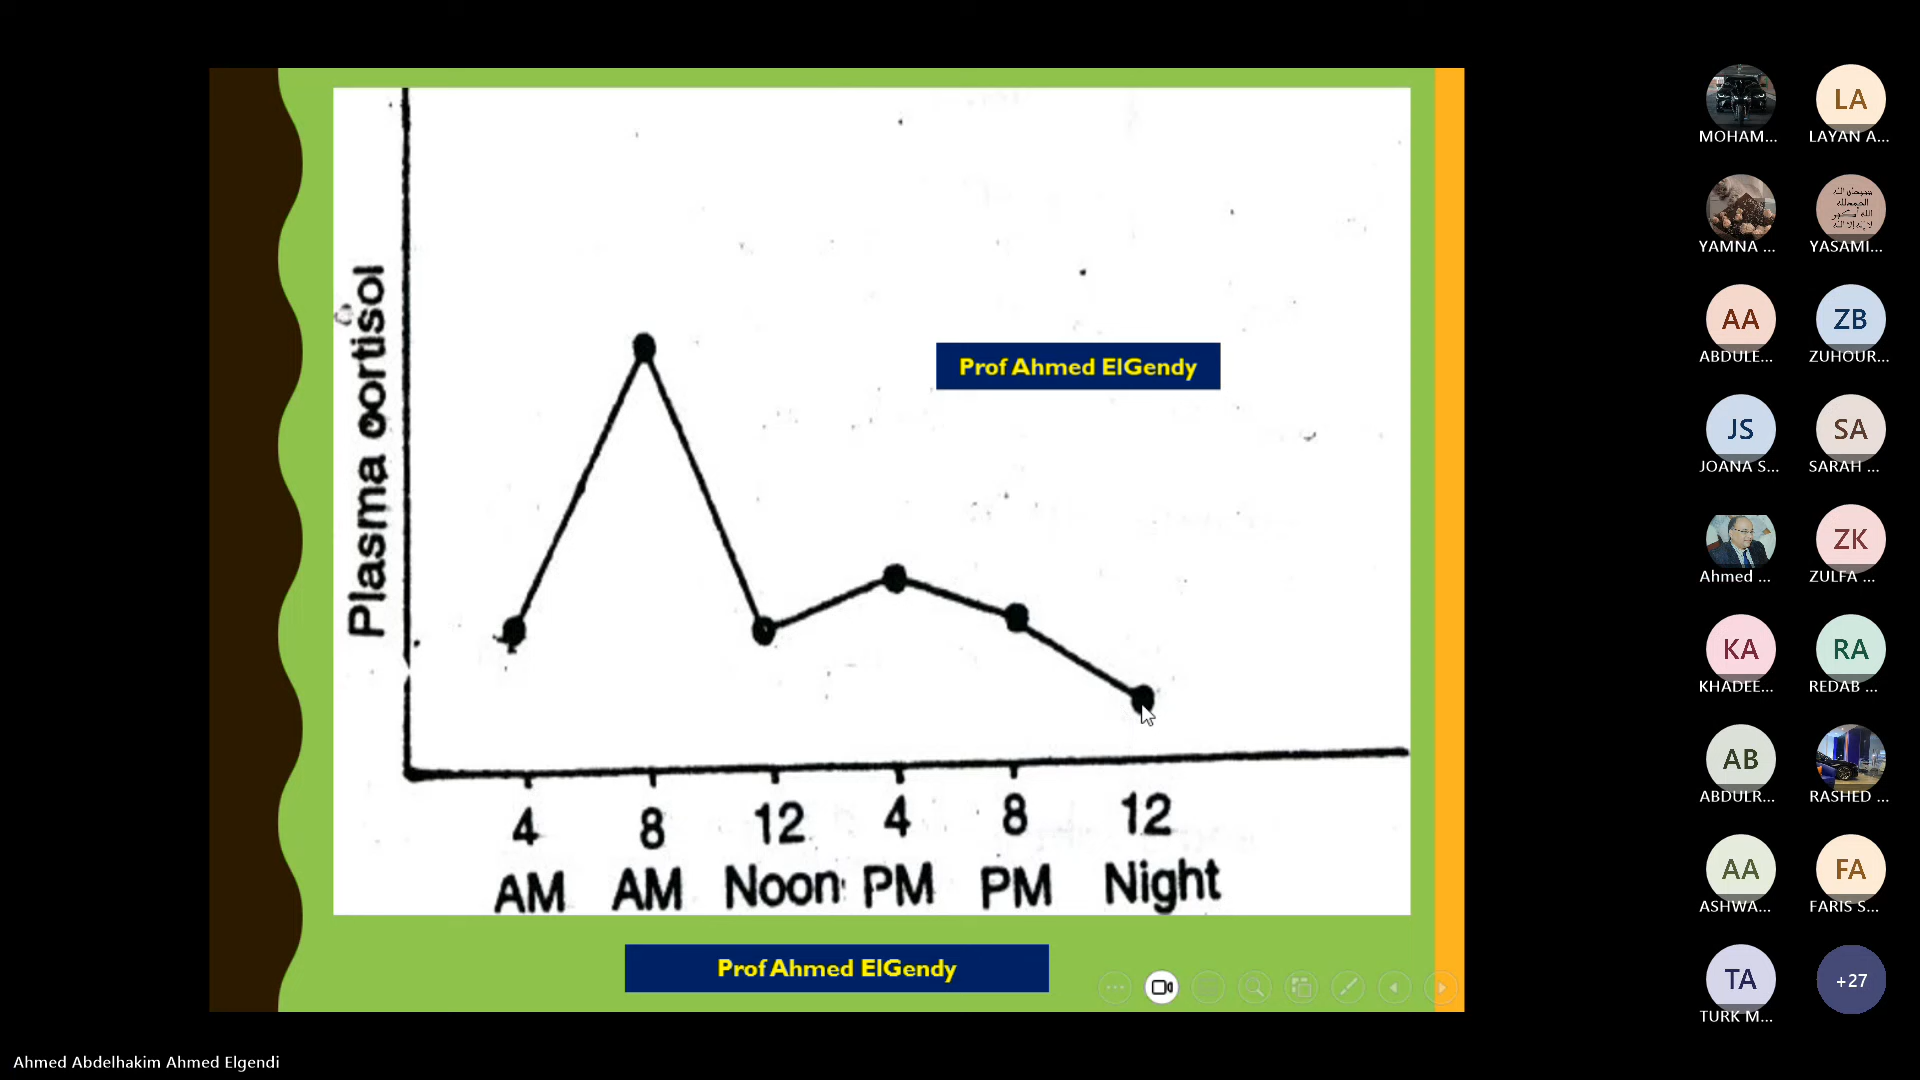 Plasma cortisol
Prof Ahmed ElGendy
4 8 12 4 8 12
AM AM Noon PM PM Night
Prof Ahmed ElGendy
Ahmed Abdelhakim Ahmed Elgendi
LA
MOHAM... LAYAN A...
YAMNA ... YASAMI...
AA ZB
ABDULE... ZUHOUR...
JS SA
JOANA S... SARAH ...
ZK
Ahmed ... ZULFA ...
KA RA
KHADEE... REDAB ...
AB
ABDULR... RASHED ...
AA FA
ASHWA... FARIS S...
TA +27
TURK M...